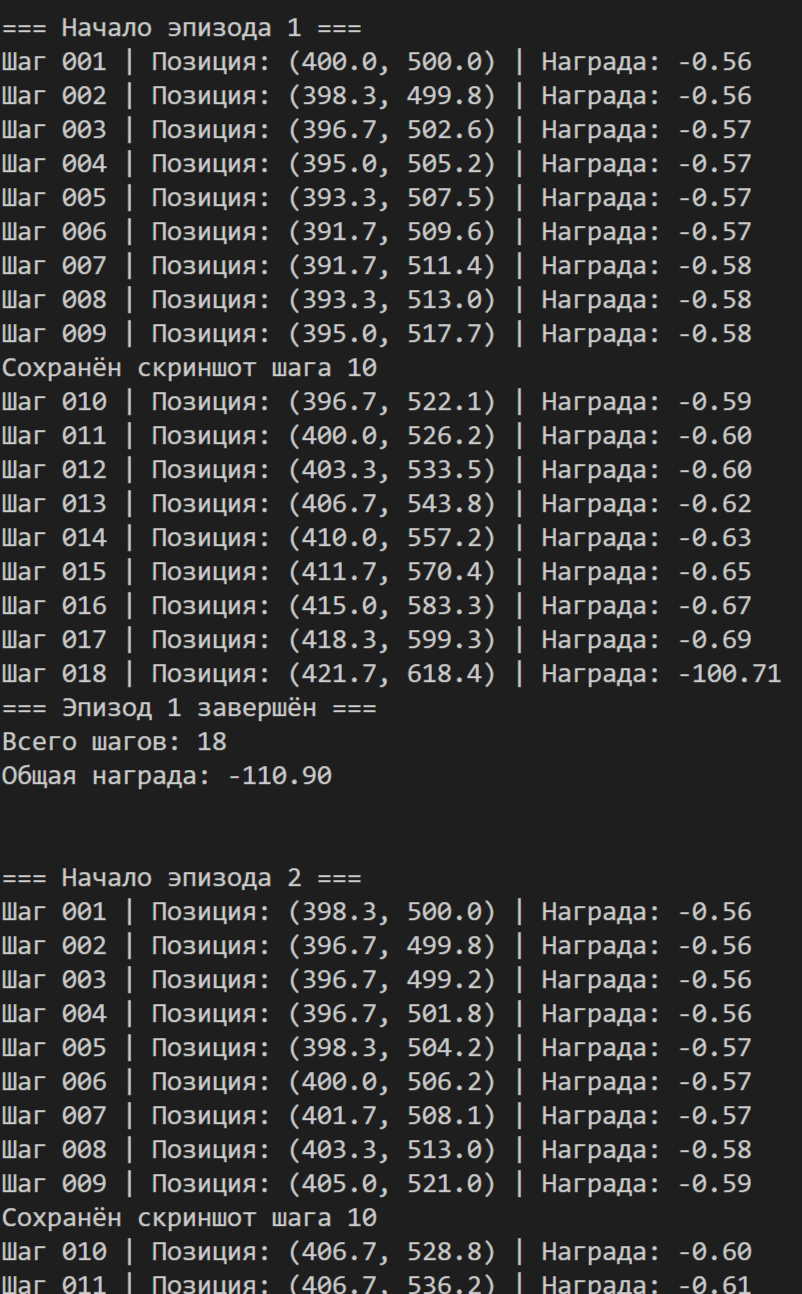 === Начало эпизода 1 ===
Шаг 001 | Позиция: (400.0, 500.0) | Награда: -0.56
Шаг 002 | Позиция: (398.3, 499.8) | Награда: -0.56
Шаг 003 | Позиция: (396.7, 502.6) | Награда: -0.57
Шаг 004 | Позиция: (395.0, 505.2) | Награда: -0.57
Шаг 005 | Позиция: (393.3, 507.5) | Награда: -0.57
Шаг 006 | Позиция: (391.7, 509.6) | Награда: -0.57
Шаг 007 | Позиция: (391.7, 511.4) | Награда: -0.58
Шаг 008 | Позиция: (393.3, 513.0) | Награда: -0.58
Шаг 009 | Позиция: (395.0, 517.7) | Награда: -0.58
Сохранён скриншот шага 10
Шаг 010 | Позиция: (396.7, 522.1) | Награда: -0.59
Шаг 011 | Позиция: (400.0, 526.2) | Награда: -0.60
Шаг 012 | Позиция: (403.3, 533.5) | Награда: -0.60
Шаг 013 | Позиция: (406.7, 543.8) | Награда: -0.62
Шаг 014 | Позиция: (410.0, 557.2) | Награда: -0.63
Шаг 015 | Позиция: (411.7, 570.4) | Награда: -0.65
Шаг 016 | Позиция: (415.0, 583.3) | Награда: -0.67
Шаг 017 | Позиция: (418.3, 599.3) | Награда: -0.69
Шаг 018 | Позиция: (421.7, 618.4) | Награда: -100.71
=== Эпизод 1 завершён ===
Всего шагов: 18
Общая награда: -110.90
=== Начало эпизода 2 ===
Шаг 001 | Позиция: (398.3, 500.0) | Награда: -0.56
Шаг 002 | Позиция: (396.7, 499.8) | Награда: -0.56
Шаг 003 | Позиция: (396.7, 499.2) | Награда: -0.56
Шаг 004 | Позиция: (396.7, 501.8) | Награда: -0.56
Шаг 005 | Позиция: (398.3, 504.2) | Награда: -0.57
Шаг 006 | Позиция: (400.0, 506.2) | Награда: -0.57
Шаг 007 | Позиция: (401.7, 508.1) | Награда: -0.57
Шаг 008 | Позиция: (403.3, 513.0) | Награда: -0.58
Шаг 009 | Позиция: (405.0, 521.0) | Награда: -0.59
Сохранён скриншот шага 10
Шаг 010 | Позиция: (406.7, 528.8) | Награда: -0.60
Шаг 011 | Позиция: (406.7, 536.2) | Награда: -0.61